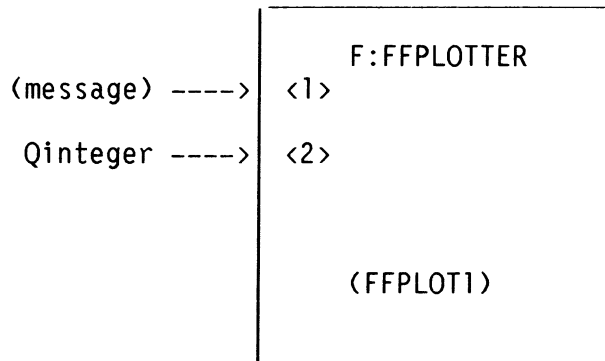 F:FFPLOTTER
(message) ----> <1>
Qinteger ----> <2>
(FFPLOT1)